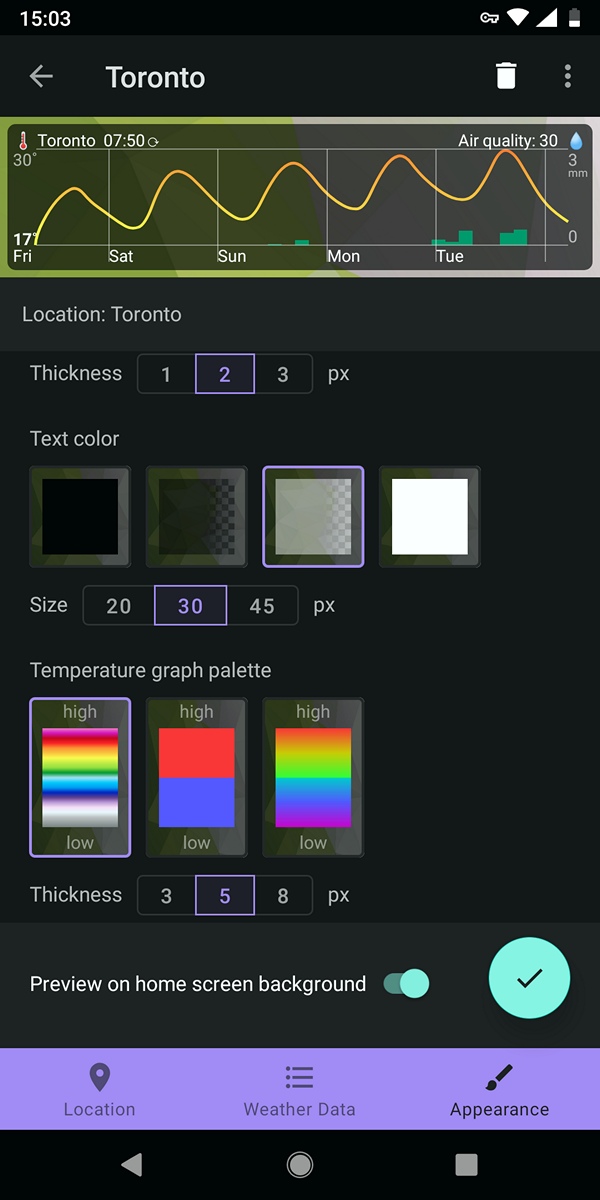 15:03
Toronto
Toronto 07:50 Air quality: 30
30° 3
mm
17° 0
Fri Sat Sun Mon Tue
Location: Toronto
Thickness 1 2 3 px
Text color
Size 20 30 45 px
Temperature graph palette
high high high
low low low
Thickness 3 5 8 px
Preview on home screen background
Location Weather Data Appearance